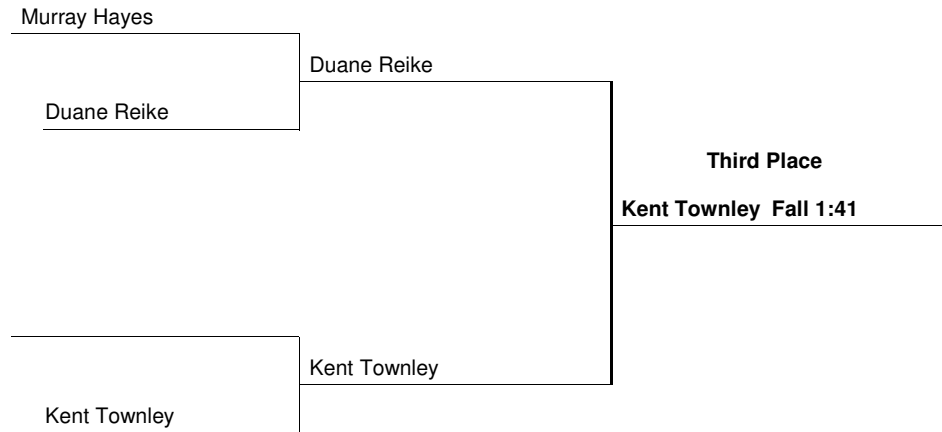 Murray Hayes
Duane Reike
Duane Reike
Third Place
Kent Townley  Fall 1:41
Kent Townley
Kent Townley